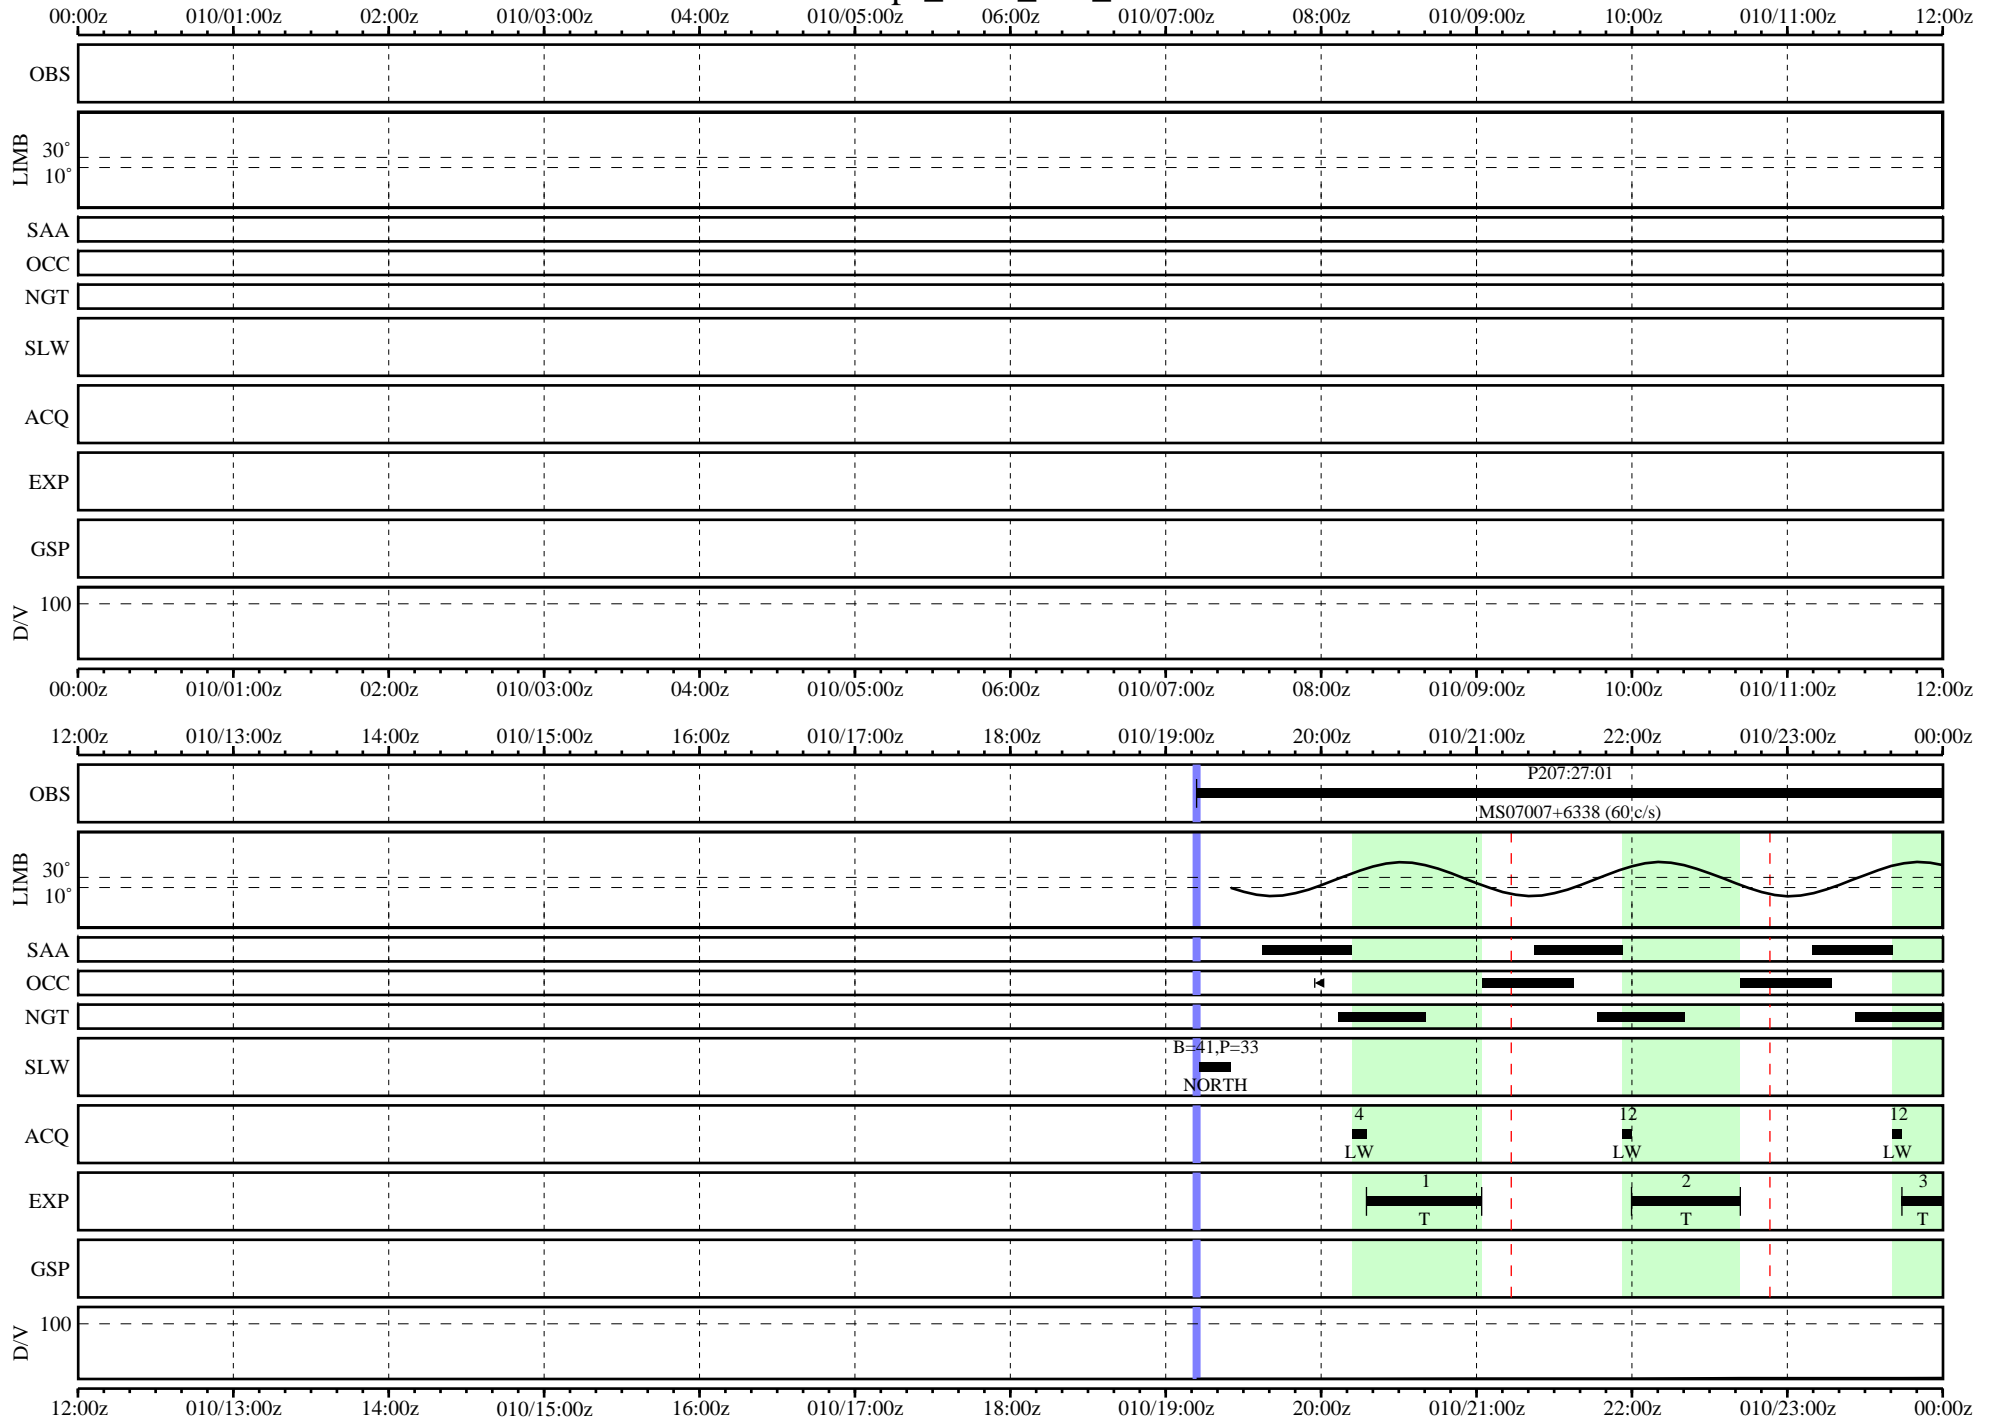 00:00z 010/01:00z 02:00z 010/03:00z 04:00z 010/05:00z 06:00z 010/07:00z 08:00z 010/09:00z 10:00z 010/11:00z 12:00z
OBS
LIMB 30°
10°
SAA
OCC
NGT
SLW
ACQ
EXP
GSP
D/V 100
00:00z 010/01:00z 02:00z 010/03:00z 04:00z 010/05:00z 06:00z 010/07:00z 08:00z 010/09:00z 10:00z 010/11:00z 12:00z
12:00z 010/13:00z 14:00z 010/15:00z 16:00z 010/17:00z 18:00z 010/19:00z 20:00z 010/21:00z 22:00z 010/23:00z 00:00z
P207:27:01
OBS
MS07007+6338 (60 c/s)
LIMB 30°
10°
SAA
OCC
NGT
B=41,P=33
SLW
NORTH
4 12 12
ACQ
LW LW LW
1 2 3
EXP
T T T
GSP
D/V 100
12:00z 010/13:00z 14:00z 010/15:00z 16:00z 010/17:00z 18:00z 010/19:00z 20:00z 010/21:00z 22:00z 010/23:00z 00:00z